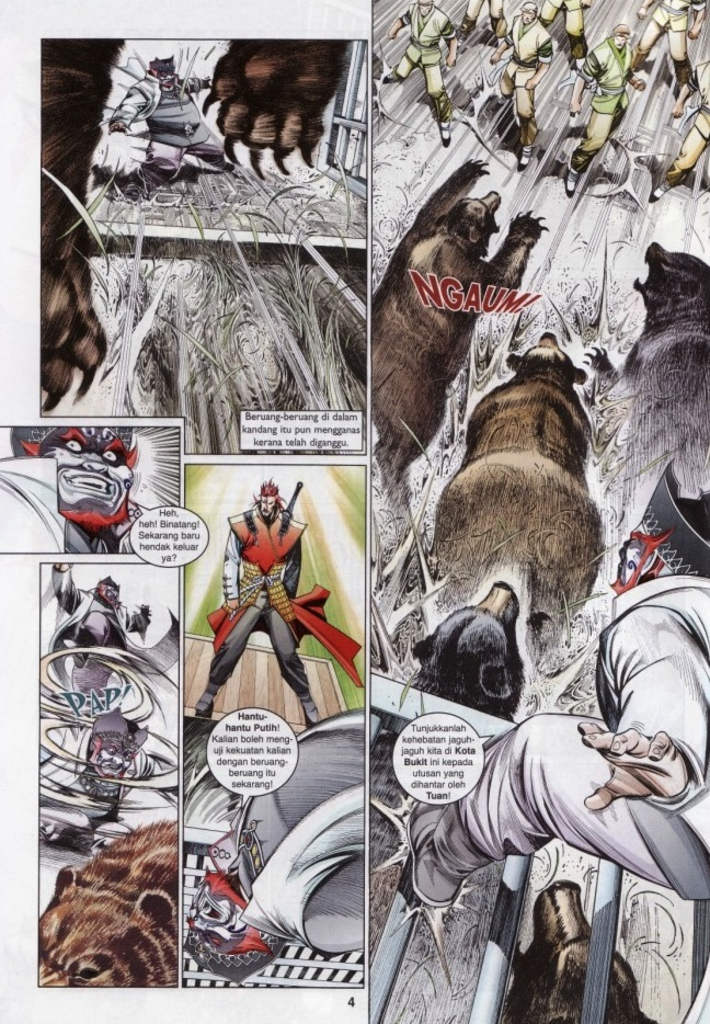 Beruang-beruang di dalam
kandang itu pun mengganas
kerana telah diganggu.
Heh,
heh! Binatang!
Sekarang baru
hendak keluar
ya?
PAP!
Hantu-
hantu Putih!
Kalian boleh meng-
uji kekuatan kalian
dengan beruang-
beruang itu
sekarang!
4
NGAUM!
Tunjukkanlah
kehebatan jaguh-
jaguh kita di Kota
Bukit ini kepada
utusan yang
dihantar oleh
Tuan!